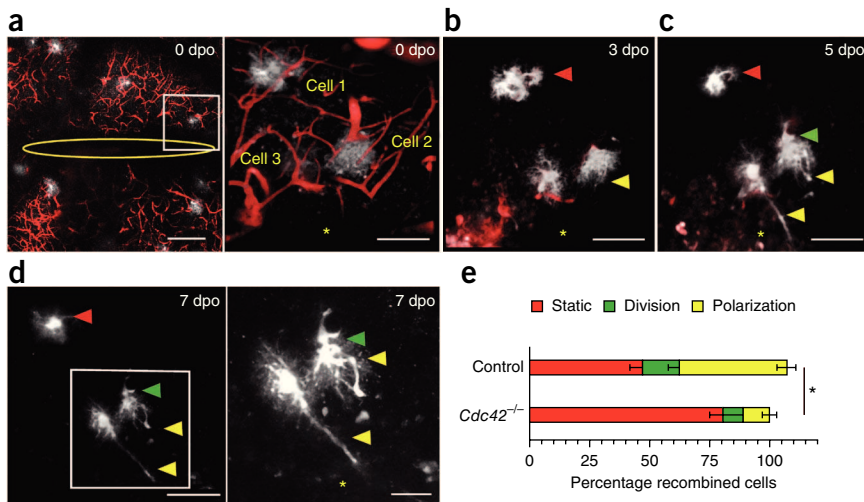 a
0 dpo
0 dpo
Cell 1
Cell 2
Cell 3
*
b
3 dpo
*
c
5 dpo
*
d
7 dpo
7 dpo
*
e
Static Division Polarization
Control
*
Cdc42−/−
0 25 50 75 100
Percentage recombined cells